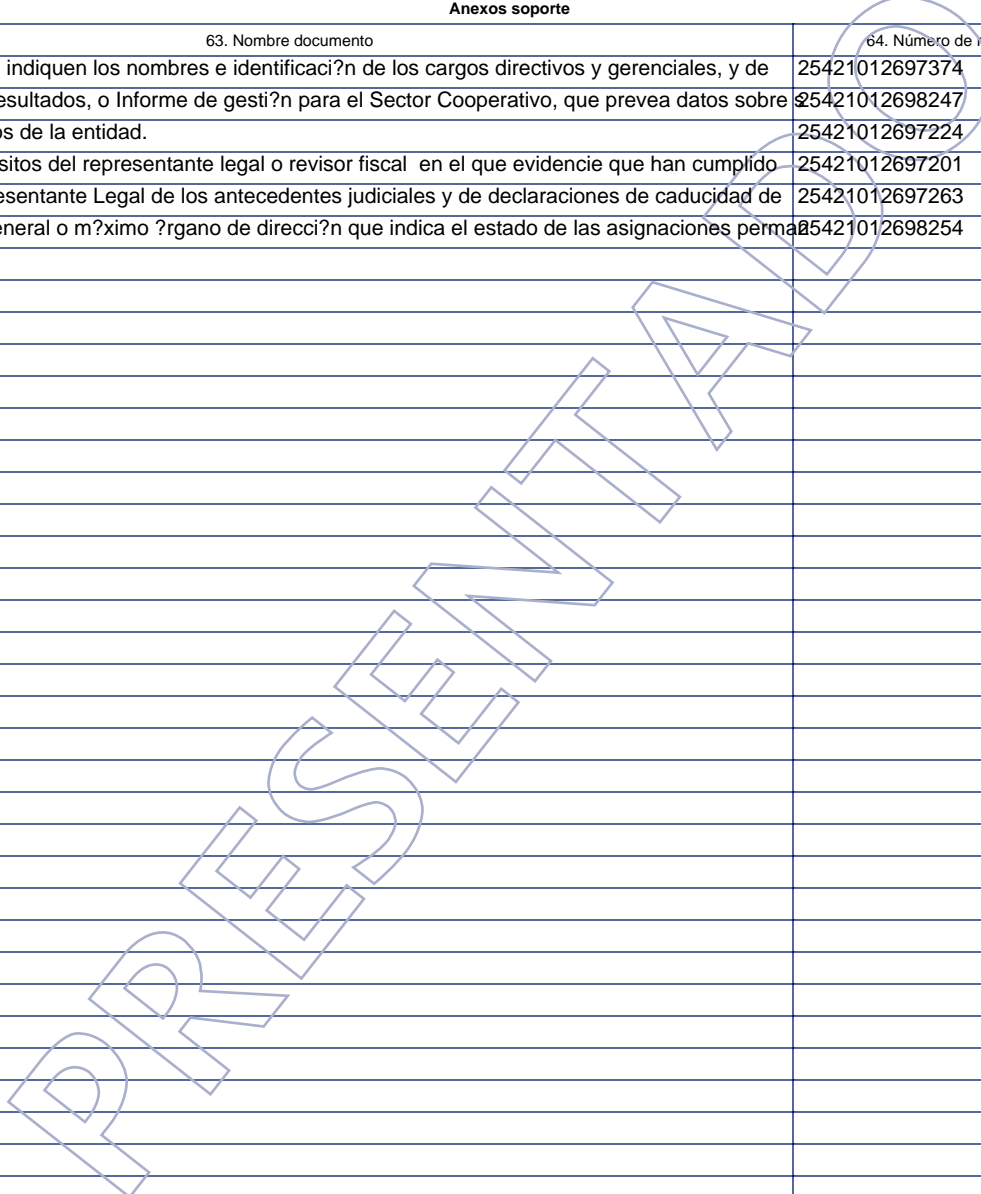 Anexos soporte
63. Nombre documento 64. Número de
indiquen los nombres e identificaci?n de los cargos directivos y gerenciales, y de 25421012697374
esultados, o Informe de gesti?n para el Sector Cooperativo, que prevea datos sobre s 25421012698247
os de la entidad. 25421012697224
sitos del representante legal o revisor fiscal en el que evidencie que han cumplido 25421012697201
esentante Legal de los antecedentes judiciales y de declaraciones de caducidad de 25421012697263
eneral o m?ximo ?rgano de direcci?n que indica el estado de las asignaciones perman 25421012698254
PRESENTADO